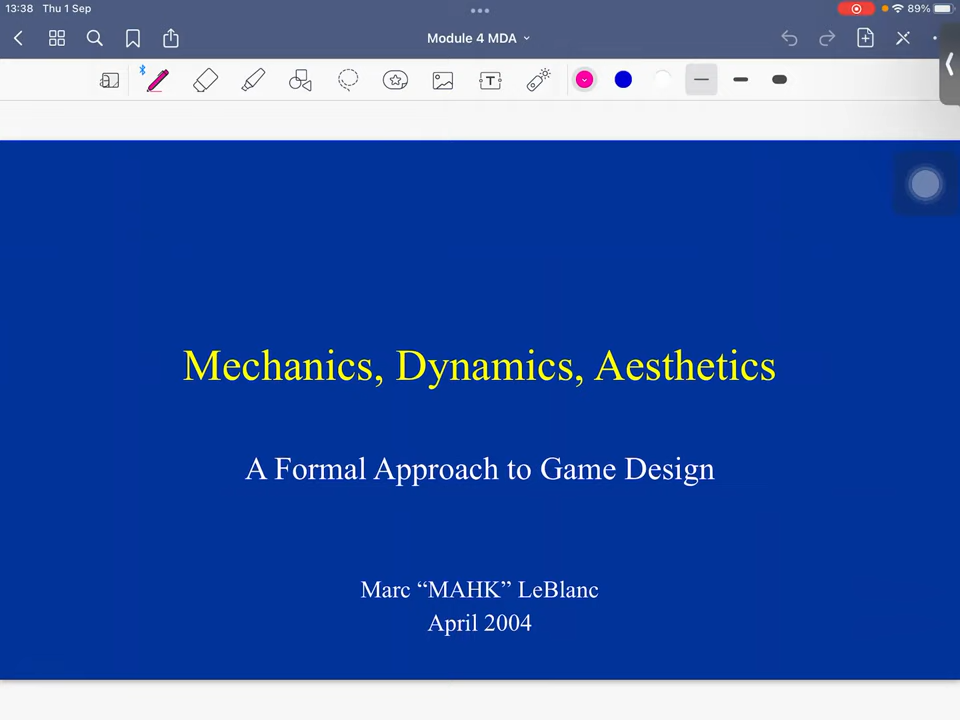 13:38 Thu 1 Sep
89%
Module 4 MDA
T
Mechanics, Dynamics, Aesthetics
A Formal Approach to Game Design
Marc “MAHK” LeBlanc
April 2004